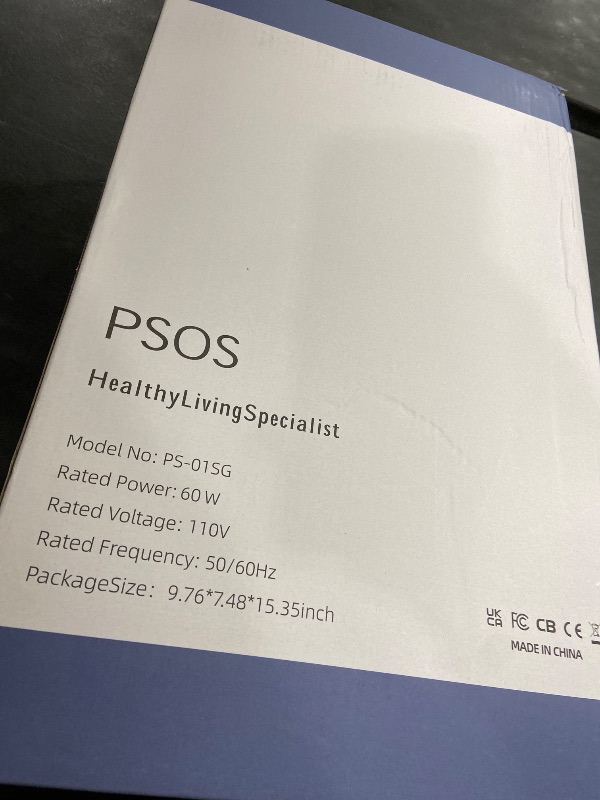 PSOS
HealthyLivingSpecialist
Model No: PS-01SG
Rated Power: 60 W
Rated Voltage: 110V
Rated Frequency: 50/60Hz
PackageSize: 9.76*7.48*15.35inch
UK
CA FC CB CE
MADE IN CHINA